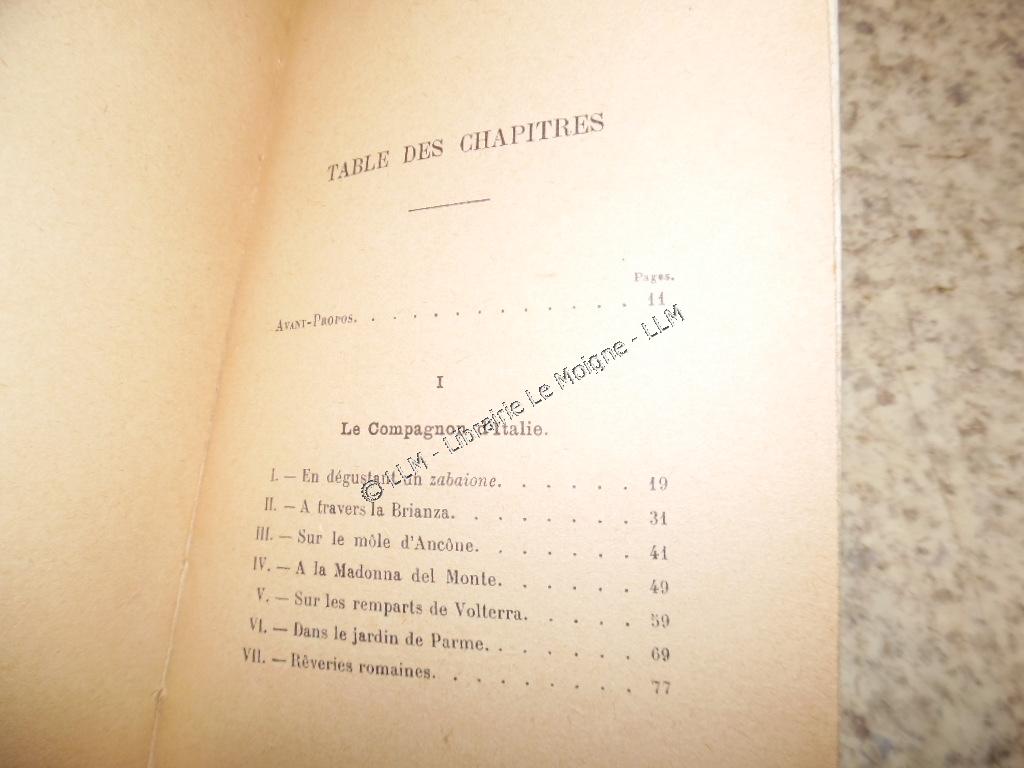 TABLE DES CHAPITRES
Pages.
AVANT-PROPOS. . . . . . . . . . . . . 11
I
Le Compagnon d'Italie.
I. — En dégustant un zabaione. . . . . . 19
II. — A travers la Brianza. . . . . . . . 31
III. — Sur le môle d'Ancône. . . . . . . 41
IV. — A la Madonna del Monte. . . . . . 49
V. — Sur les remparts de Volterra. . . . . 59
VI. — Dans le jardin de Parme. . . . . . 69
VII. — Rêveries romaines. . . . . . . . 77
© LLM - Librairie Le Moigne - LLM